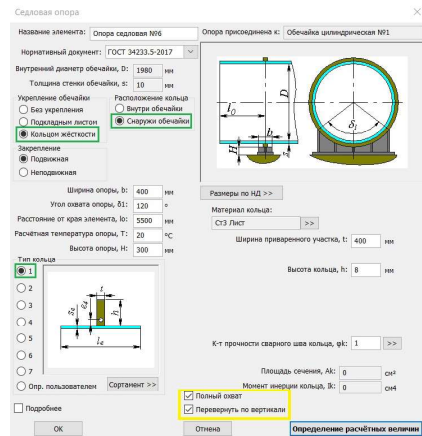 Седловая опора
Название элемента: Опора седловая №6
Опора присоединена к: Обечайка цилиндрическая №1
Нормативный документ: ГОСТ 34233.5-2017
Внутренний диаметр обечайки, D: 1980 мм
Толщина стенки обечайки, s: 10 мм
Укрепление обечайки
Без укрепления
Подкладным листом
Кольцом жёсткости
Расположение кольца
Внутри обечайки
Снаружи обечайки
Закрепление
Подвижная
Неподвижная
Ширина опоры, b: 400 мм
Угол охвата опоры, δ1: 120 °
Расстояние от края элемента, lo: 5500 мм
Расчётная температура опоры, T: 20 °C
Высота опоры, H: 300 мм
l0
D
b
H
s
δ1
Размеры по НД >>
Материал кольца:
Ст3 Лист >>
Ширина приваренного участка, t: 400 мм
Высота кольца, h: 8 мм
К-т прочности сварного шва кольца, φk: 1 >>
Площадь сечения, Ak: 0 см²
Момент инерции кольца, Ik: 0 см4
Тип кольца
1
2
3
4
5
6
7
Опр. пользователем
t
h
Сортамент >>
Подробнее
Полный охват
Перевернуть по вертикали
OK
Отмена
Определение расчётных величин